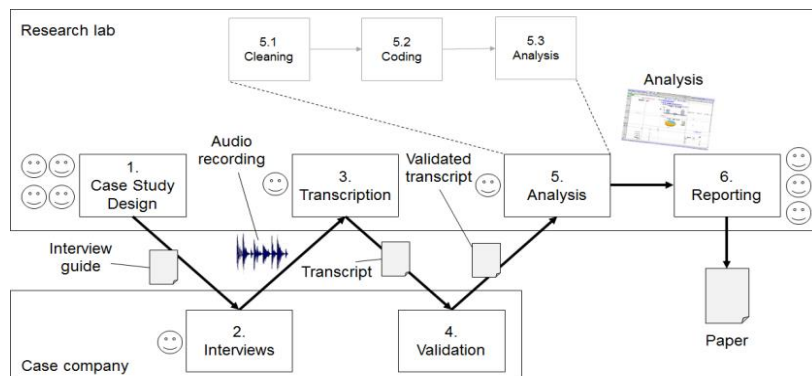 Research lab
5.1
Cleaning
5.2
Coding
5.3
Analysis
Analysis
Audio
recording
Validated
transcript
1.
Case Study
Design
3.
Transcription
5.
Analysis
6.
Reporting
Interview
guide
Transcript
2.
Interviews
4.
Validation
Paper
Case company